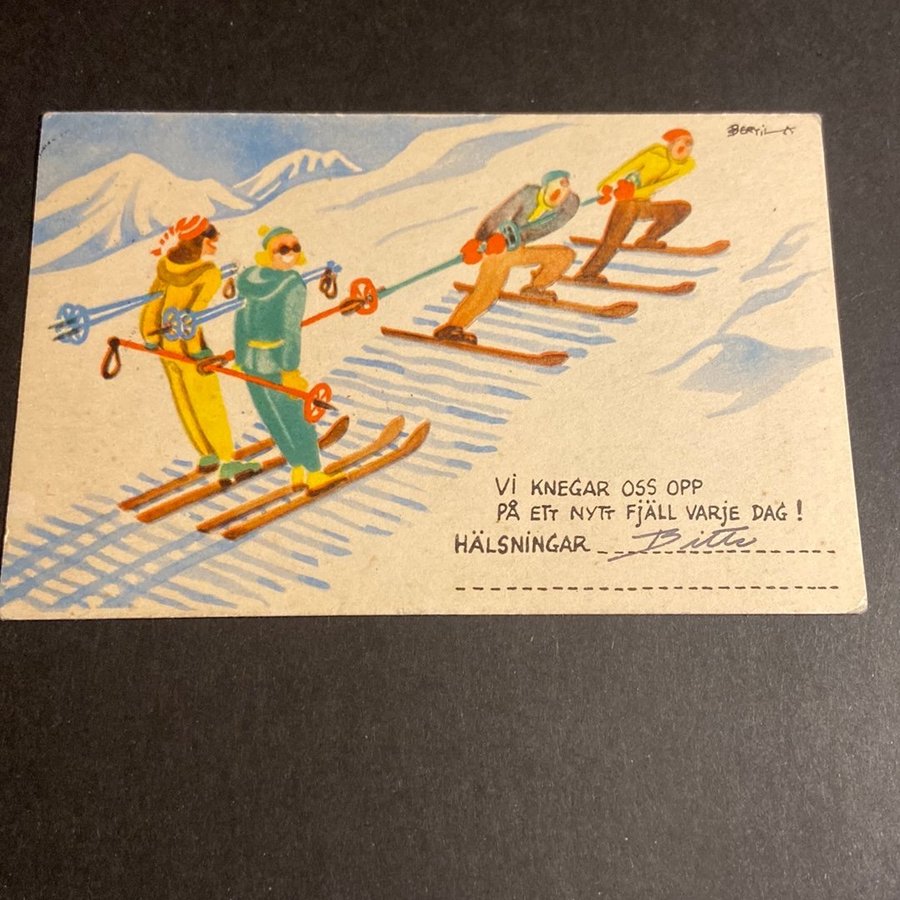 BERTIL A
VI KNEGAR OSS OPP
PÅ ETT NYTT FJÄLL VARJE DAG!
HÄLSNINGAR Bitte